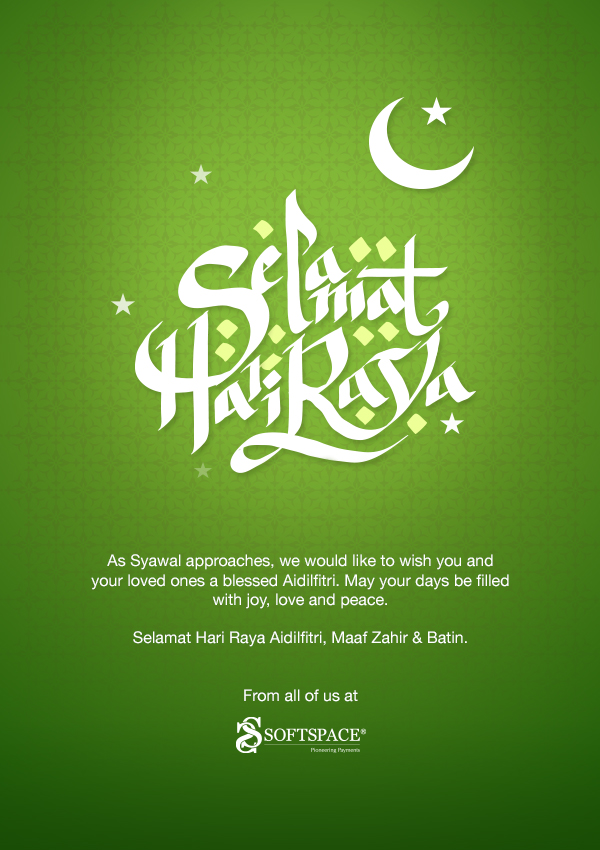 Selamat
Hari Raya
As Syawal approaches, we would like to wish you and
your loved ones a blessed Aidilfitri. May your days be filled
with joy, love and peace.
Selamat Hari Raya Aidilfitri, Maaf Zahir & Batin.
From all of us at
SOFTSPACE®
Pioneering Payments